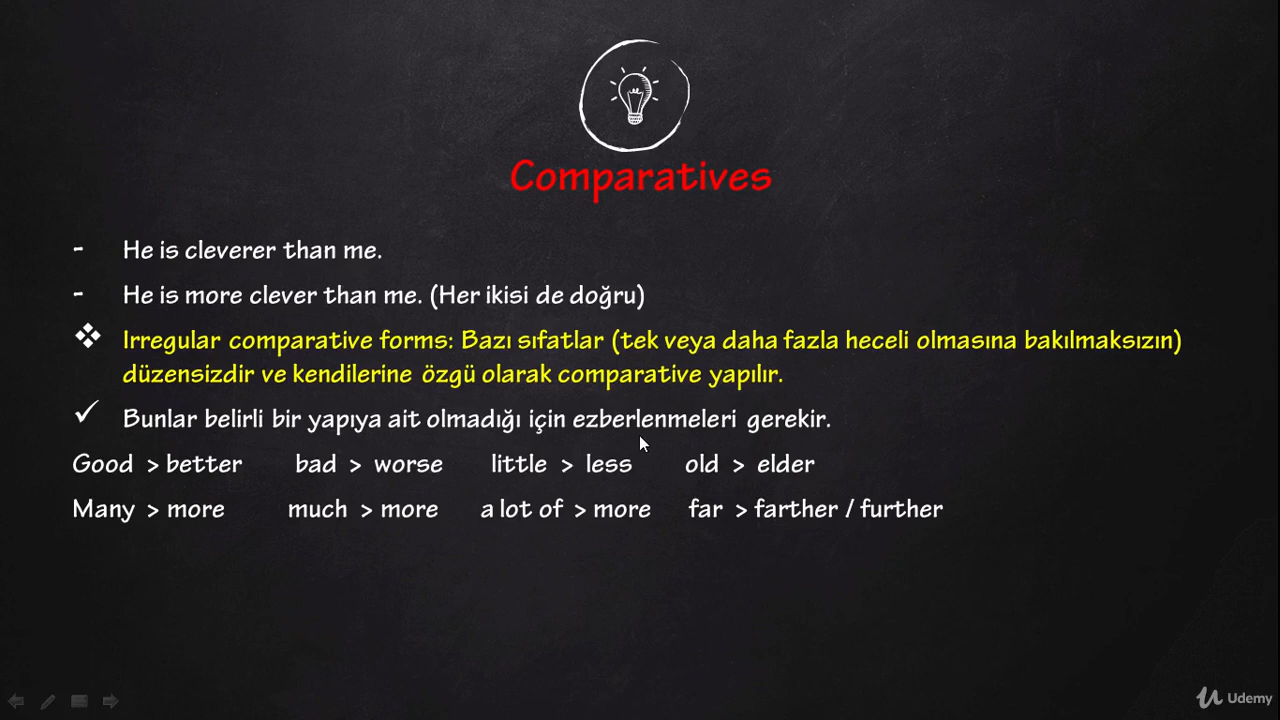 Comparatives
- He is cleverer than me.
- He is more clever than me. (Her ikisi de doğru)
❖ Irregular comparative forms: Bazı sıfatlar (tek veya daha fazla heceli olmasına bakılmaksızın)
düzensizdir ve kendilerine özgü olarak comparative yapılır.
✓ Bunlar belirli bir yapıya ait olmadığı için ezberlenmeleri gerekir.
Good > better bad > worse little > less old > elder
Many > more much > more a lot of > more far > farther / further
Udemy